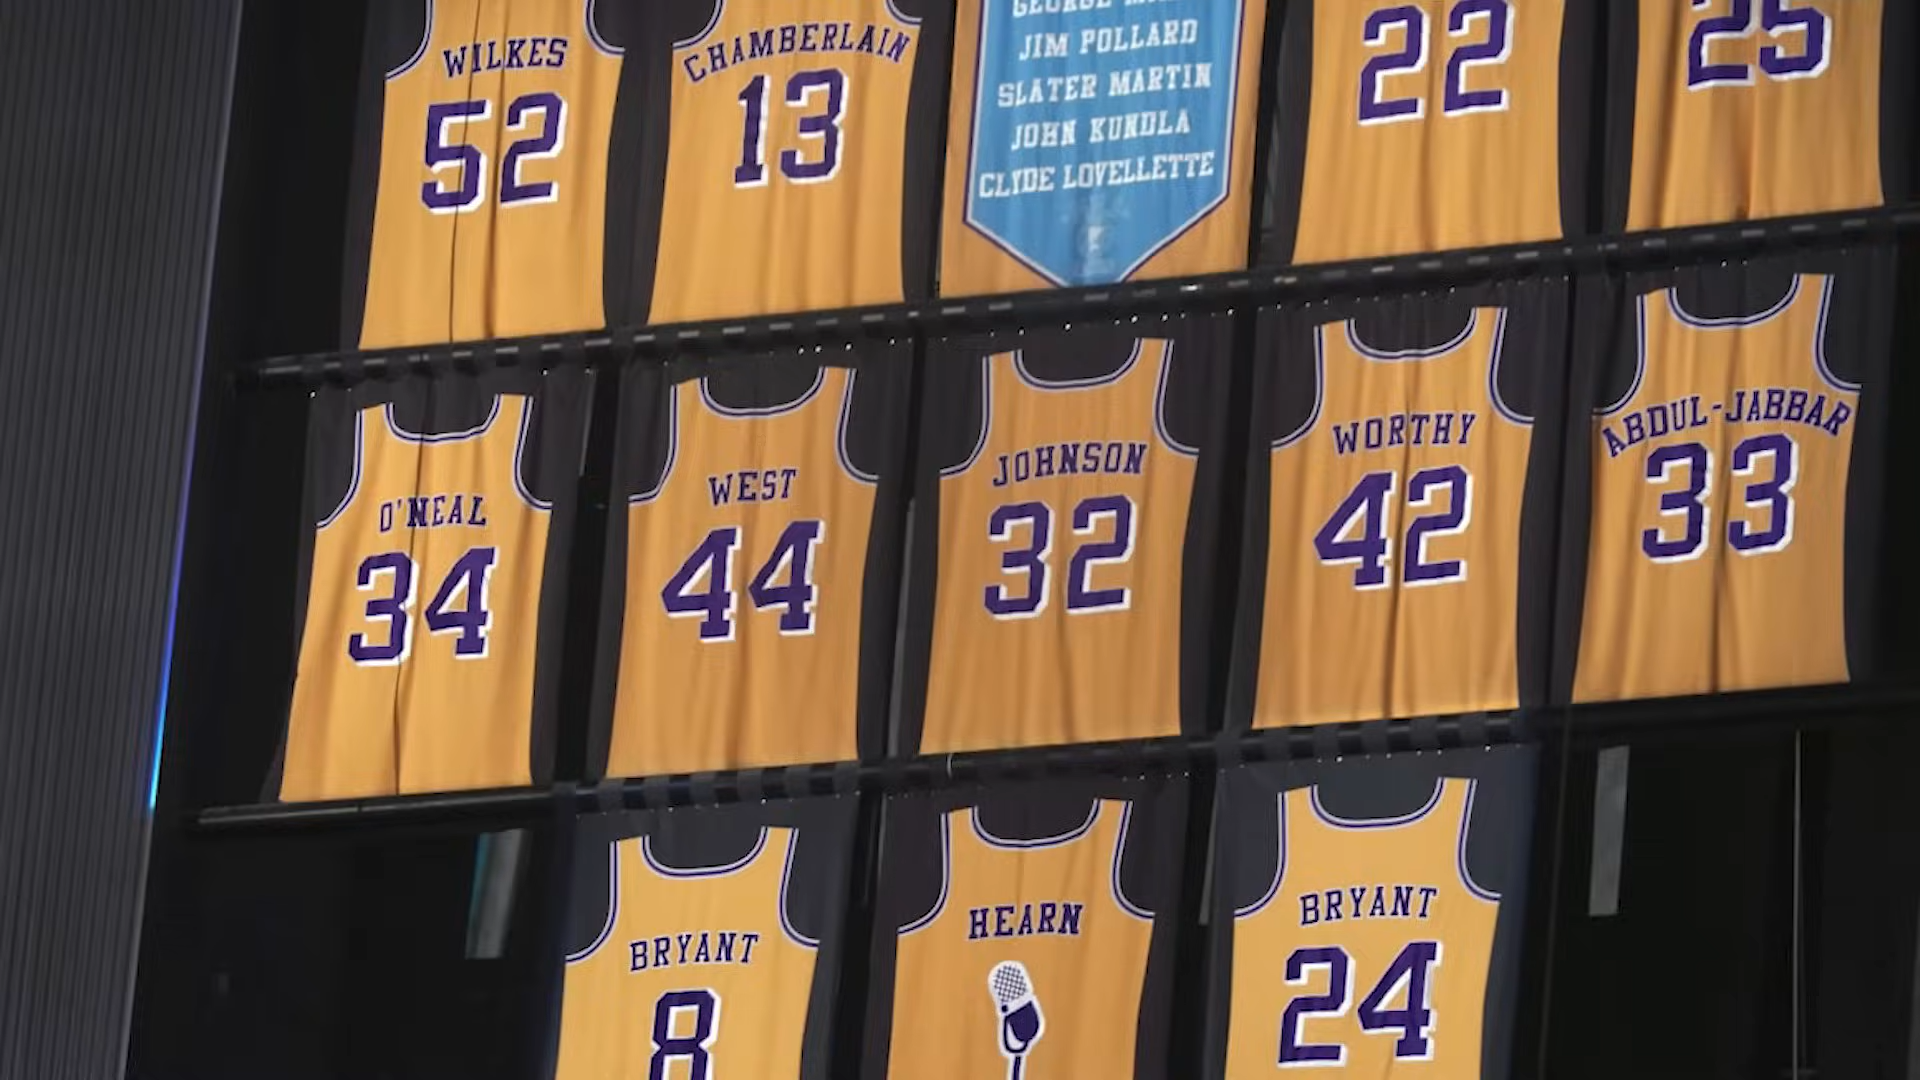 WILKES
52
CHAMBERLAIN
13
JIM POLLARD
SLATER MARTIN
JOHN KUNDLA
CLYDE LOVELLETTE
22
25
O'NEAL
34
WEST
44
JOHNSON
32
WORTHY
42
ABDUL-JABBAR
33
BRYANT
8
HEARN
BRYANT
24